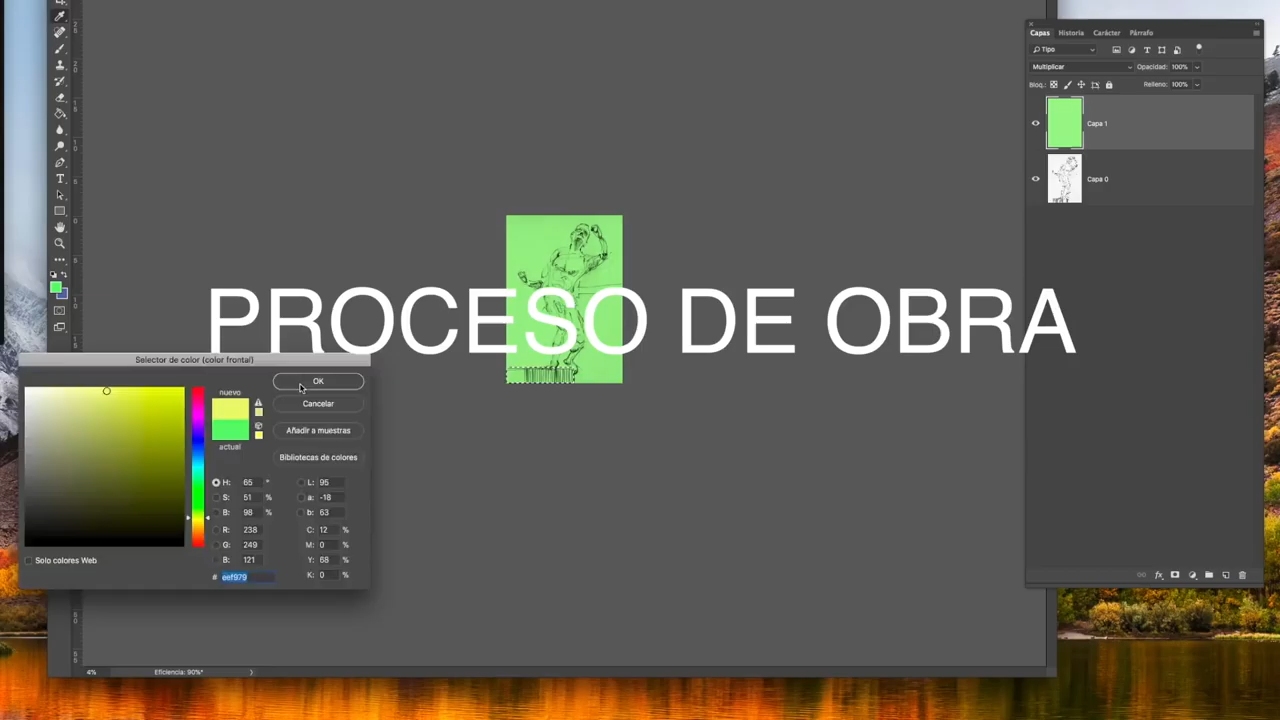 Capas Historia Carácter Párrafo
Tipo
Multiplicar Opacidad: 100%
Bloq.: Relleno: 100%
Capa 1
Capa 0
PROCESO DE OBRA
Selector de color (color frontal)
nuevo
actual
OK
Cancelar
Añadir a muestras
Bibliotecas de colores
H: 65 ° L: 95
S: 51 % a: -18
B: 98 % b: 63
R: 238 C: 12 %
G: 249 M: 0 %
B: 121 Y: 68 %
# eef979 K: 0 %
Solo colores Web
4% Eficiencia: 90%*